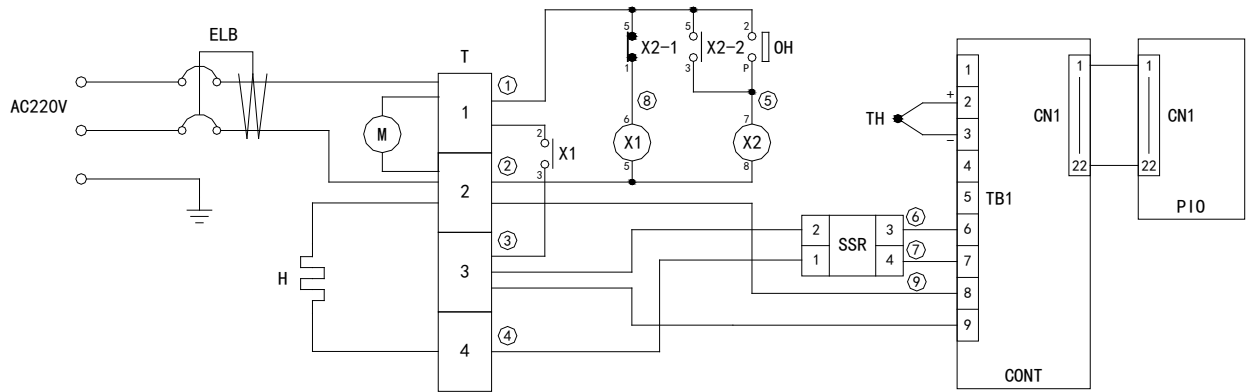 ELB
AC220V
M
H
T
1
2
3
4
①
②
③
④
2
X1
3
5
X2-1
1
⑧
6
X1
5
5
X2-2
3
2
OH
P
⑤
7
X2
8
2
1
SSR
3
4
⑥
⑦
⑨
TH
+
−
1
2
3
4
5
6
7
8
9
TB1
CN1
1
22
CONT
1
22
CN1
PIO